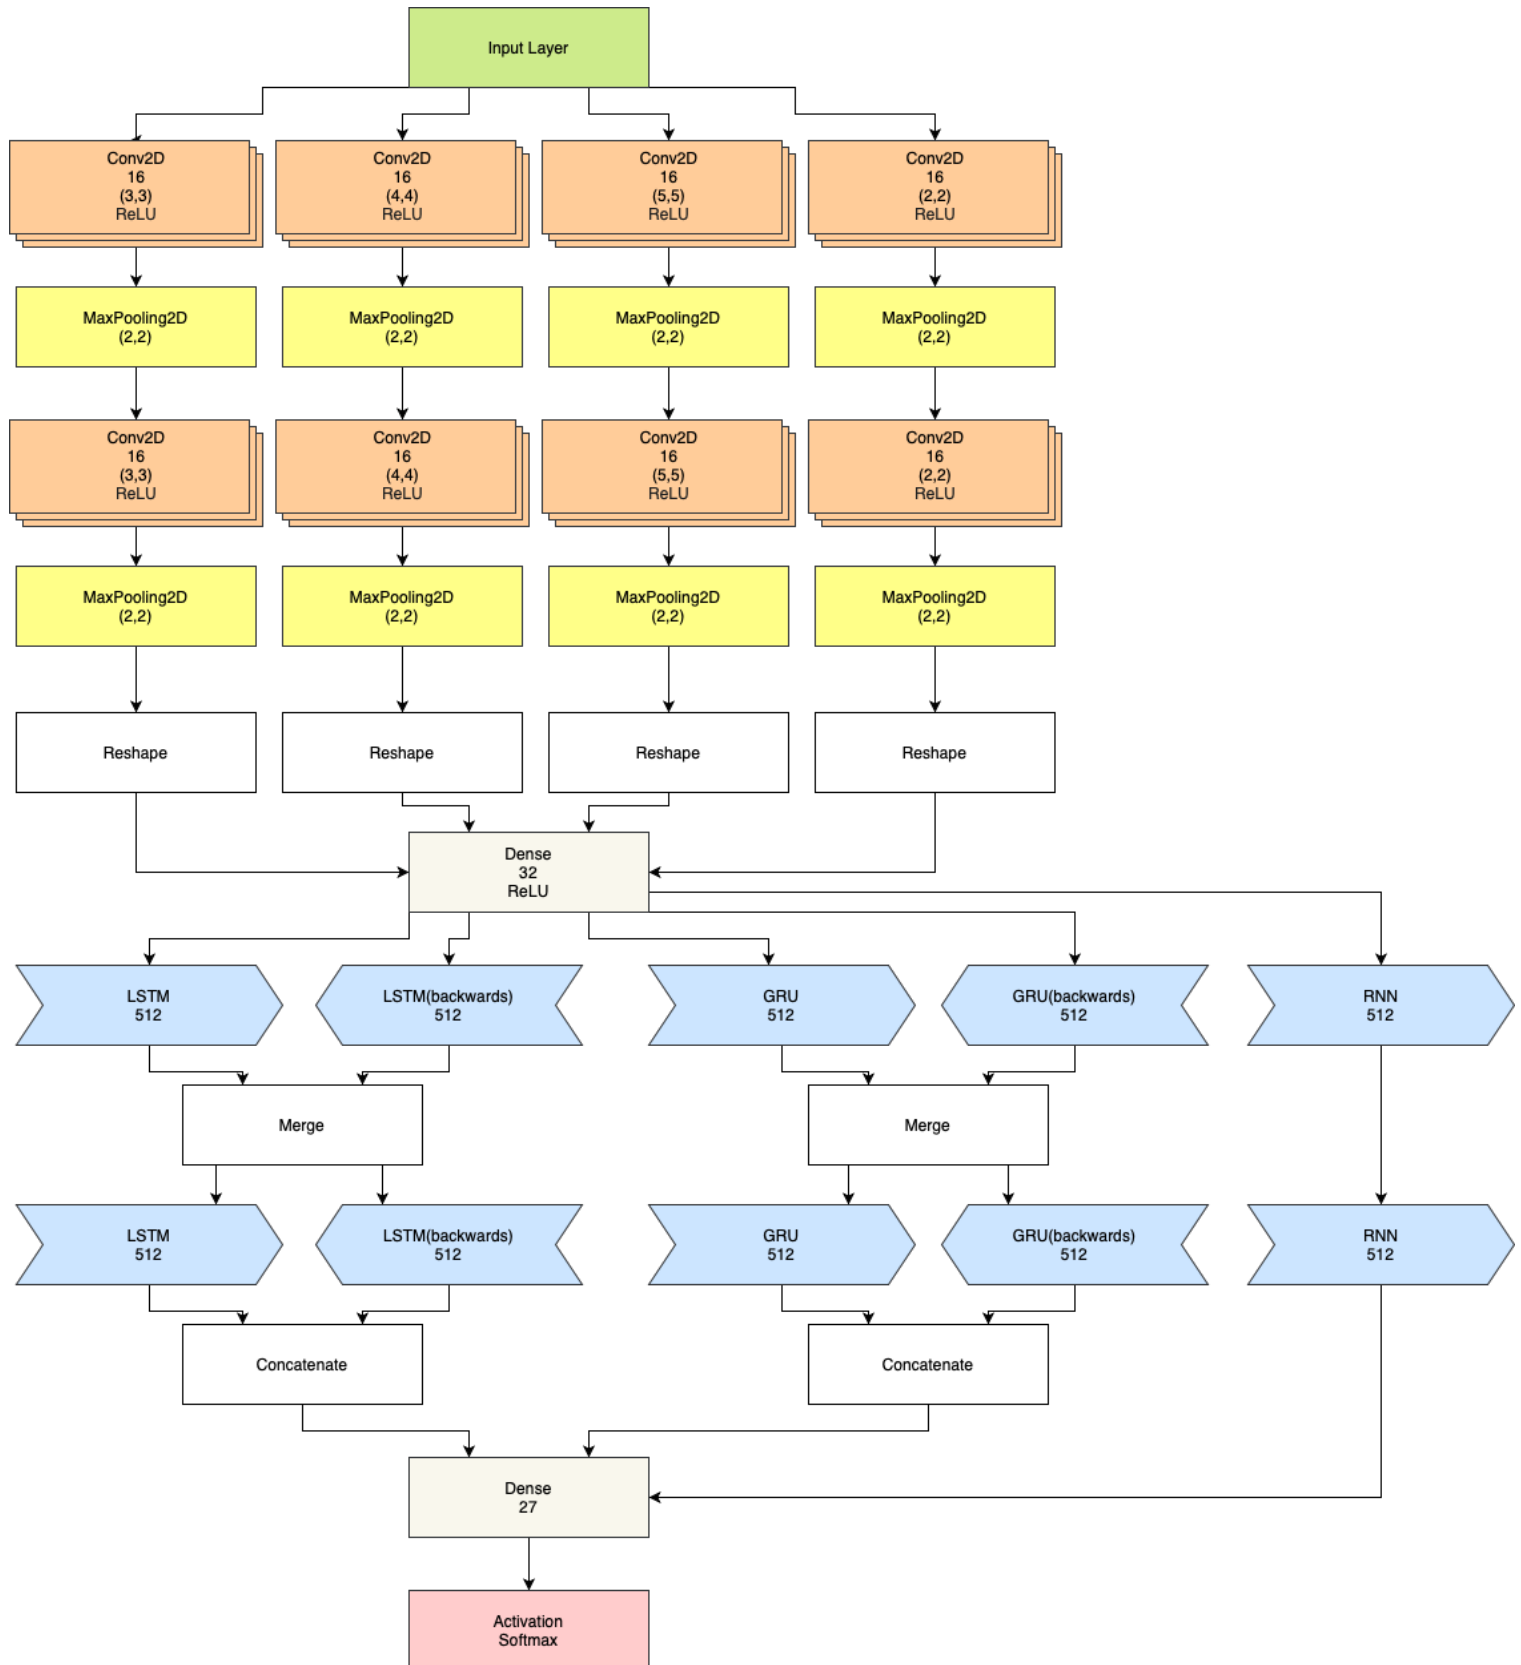 Input Layer
Conv2D
16
(3,3)
ReLU
Conv2D
16
(4,4)
ReLU
Conv2D
16
(5,5)
ReLU
Conv2D
16
(2,2)
ReLU
MaxPooling2D
(2,2)
MaxPooling2D
(2,2)
MaxPooling2D
(2,2)
MaxPooling2D
(2,2)
Conv2D
16
(3,3)
ReLU
Conv2D
16
(4,4)
ReLU
Conv2D
16
(5,5)
ReLU
Conv2D
16
(2,2)
ReLU
MaxPooling2D
(2,2)
MaxPooling2D
(2,2)
MaxPooling2D
(2,2)
MaxPooling2D
(2,2)
Reshape
Reshape
Reshape
Reshape
Dense
32
ReLU
LSTM
512
LSTM(backwards)
512
GRU
512
GRU(backwards)
512
RNN
512
Merge
Merge
LSTM
512
LSTM(backwards)
512
GRU
512
GRU(backwards)
512
RNN
512
Concatenate
Concatenate
Dense
27
Activation
Softmax